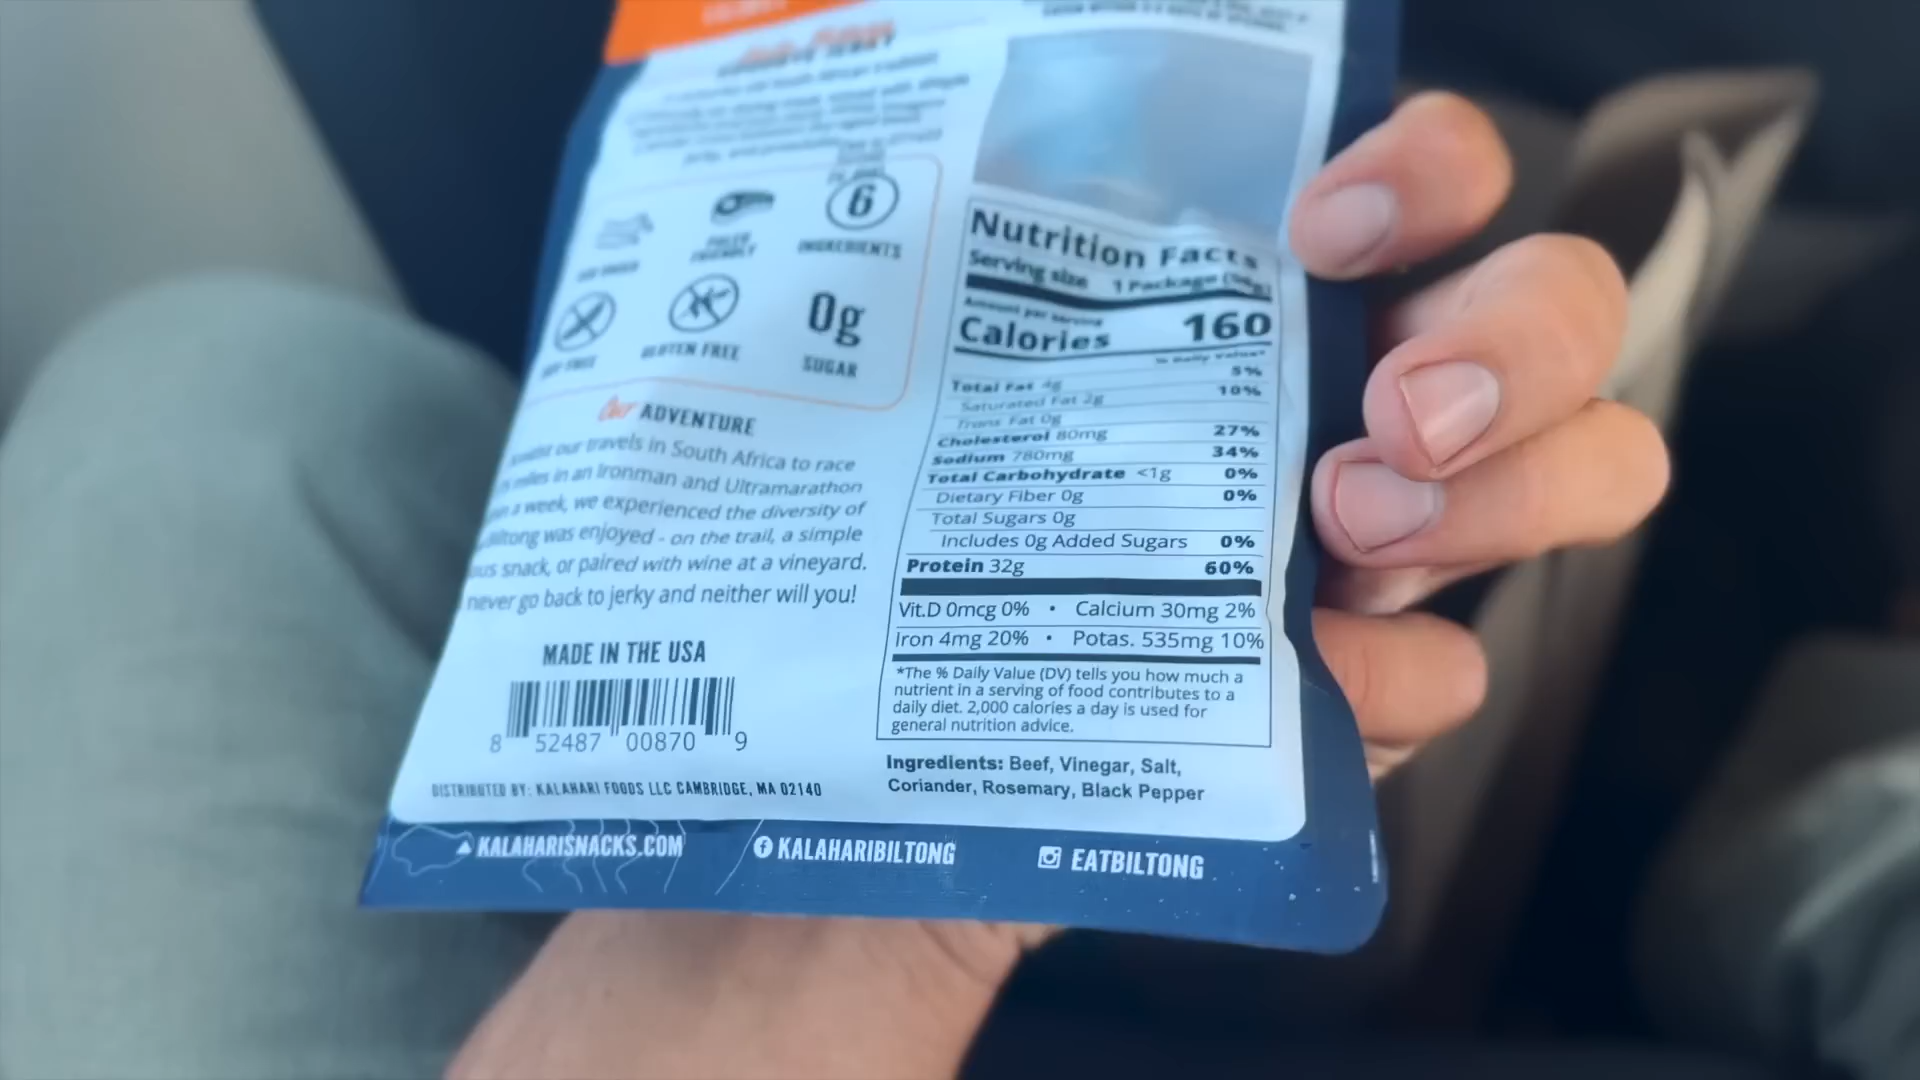 6
INGREDIENTS
GLUTEN FREE
0g
SUGAR
Our ADVENTURE
our travels in South Africa to race
miles in an Ironman and Ultramarathon
a week, we experienced the diversity of
was enjoyed - on the trail, a simple
snack, or paired with wine at a vineyard.
never go back to jerky and neither will you!
MADE IN THE USA
8 52487 00870 9
DISTRIBUTED BY: KALAHARI FOODS LLC CAMBRIDGE, MA 02140
Nutrition Facts
Serving size 1 Package
Amount per serving
Calories 160
% Daily Value*
Total Fat 4g 5%
Saturated Fat 2g 10%
Trans Fat 0g
Cholesterol 80mg 27%
Sodium 780mg 34%
Total Carbohydrate <1g 0%
Dietary Fiber 0g 0%
Total Sugars 0g
Includes 0g Added Sugars 0%
Protein 32g 60%
Vit.D 0mcg 0% • Calcium 30mg 2%
Iron 4mg 20% • Potas. 535mg 10%
*The % Daily Value (DV) tells you how much a
nutrient in a serving of food contributes to a
daily diet. 2,000 calories a day is used for
general nutrition advice.
Ingredients: Beef, Vinegar, Salt,
Coriander, Rosemary, Black Pepper
KALAHARISNACKS.COM
KALAHARIBILTONG
EATBILTONG